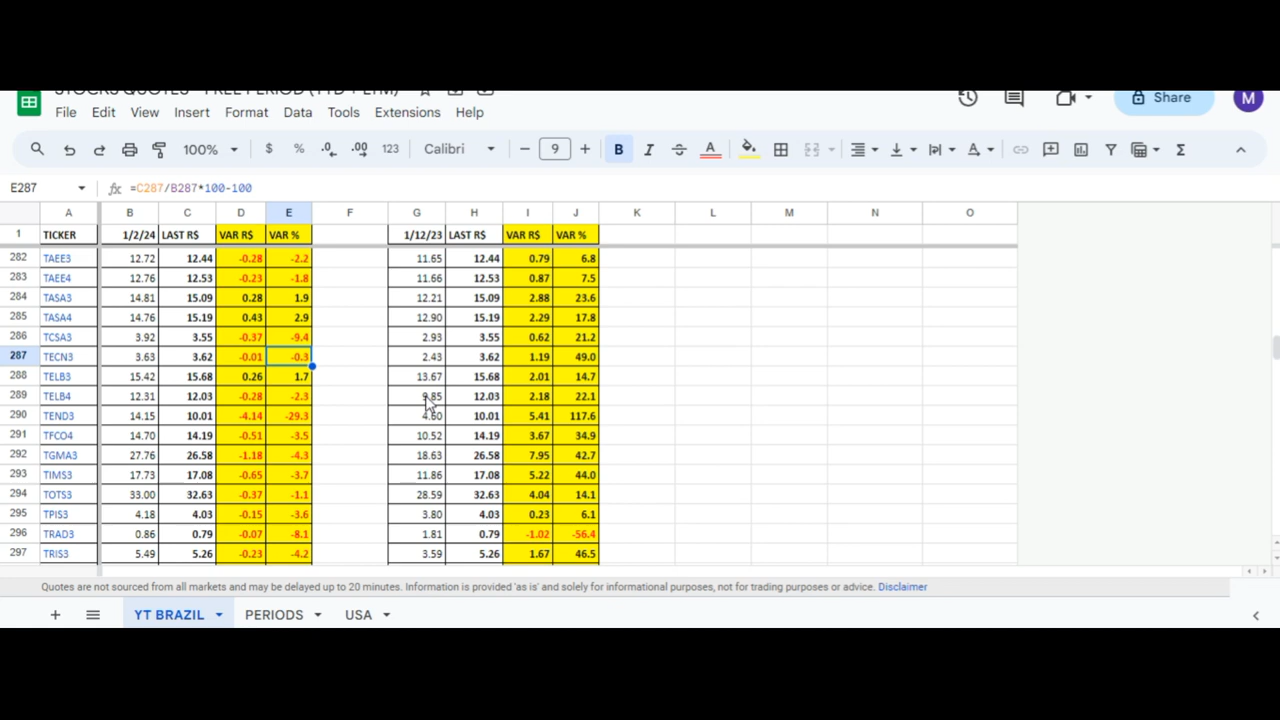 STOCKS QUOTES - FREE PERIOD (YTD + LTM)
File Edit View Insert Format Data Tools Extensions Help
Share M
100% $ % .0 .00 123 Calibri 9 B I A Σ
E287 fx =C287/B287*100-100
A B C D E F G H I J K L M N O
1 TICKER 1/2/24 LAST R$ VAR R$ VAR % 1/12/23 LAST R$ VAR R$ VAR %
282 TAEE3 12.72 12.44 -0.28 -2.2 11.65 12.44 0.79 6.8
283 TAEE4 12.76 12.53 -0.23 -1.8 11.66 12.53 0.87 7.5
284 TASA3 14.81 15.09 0.28 1.9 12.21 15.09 2.88 23.6
285 TASA4 14.76 15.19 0.43 2.9 12.90 15.19 2.29 17.8
286 TCSA3 3.92 3.55 -0.37 -9.4 2.93 3.55 0.62 21.2
287 TECN3 3.63 3.62 -0.01 -0.3 2.43 3.62 1.19 49.0
288 TELB3 15.42 15.68 0.26 1.7 13.67 15.68 2.01 14.7
289 TELB4 12.31 12.03 -0.28 -2.3 9.85 12.03 2.18 22.1
290 TEND3 14.15 10.01 -4.14 -29.3 4.60 10.01 5.41 117.6
291 TFCO4 14.70 14.19 -0.51 -3.5 10.52 14.19 3.67 34.9
292 TGMA3 27.76 26.58 -1.18 -4.3 18.63 26.58 7.95 42.7
293 TIMS3 17.73 17.08 -0.65 -3.7 11.86 17.08 5.22 44.0
294 TOTS3 33.00 32.63 -0.37 -1.1 28.59 32.63 4.04 14.1
295 TPIS3 4.18 4.03 -0.15 -3.6 3.80 4.03 0.23 6.1
296 TRAD3 0.86 0.79 -0.07 -8.1 1.81 0.79 -1.02 -56.4
297 TRIS3 5.49 5.26 -0.23 -4.2 3.59 5.26 1.67 46.5
Quotes are not sourced from all markets and may be delayed up to 20 minutes. Information is provided 'as is' and solely for informational purposes, not for trading purposes or advice. Disclaimer
YT BRAZIL PERIODS USA